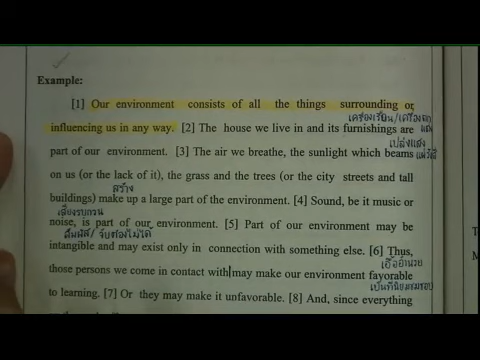 Example:
[1] Our environment consists of all the things surrounding or
เครื่องเรือน/เครื่อง
influencing us in any way. [2] The house we live in and its furnishings are
เปล่งแสง
part of our environment. [3] The air we breathe, the sunlight which beams
on us (or the lack of it), the grass and the trees (or the city streets and tall
สร้าง
buildings) make up a large part of the environment. [4] Sound, be it music or
เสียงรบกวน
noise, is part of our environment. [5] Part of our environment may be
สัมผัส/จับต้องไม่ได้
intangible and may exist only in connection with something else. [6] Thus,
those persons we come in contact with may make our environment favorable
เอื้ออำนวย
to learning. [7] Or they may make it unfavorable. [8] And, since everything
เป็นที่นิยมชมชอบ